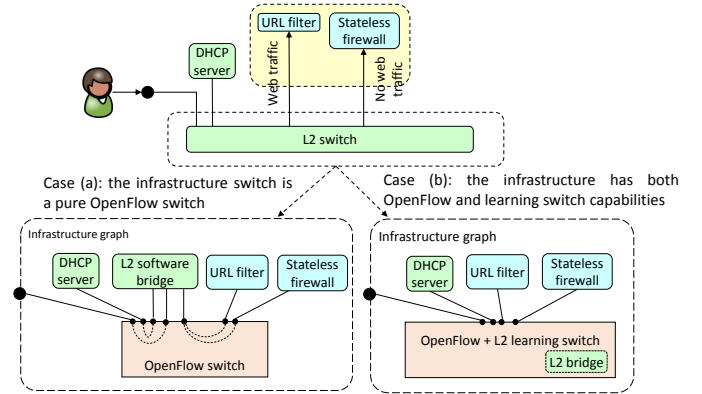 URL filter
Stateless
firewall
DHCP
server
Web traffic
No web
traffic
L2 switch
Case (a): the infrastructure switch is
a pure OpenFlow switch
Case (b): the infrastructure has both
OpenFlow and learning switch capabilities
Infrastructure graph
DHCP
server
L2 software
bridge
URL filter
Stateless
firewall
OpenFlow switch
Infrastructure graph
DHCP
server
URL filter
Stateless
firewall
OpenFlow + L2 learning switch
L2 bridge